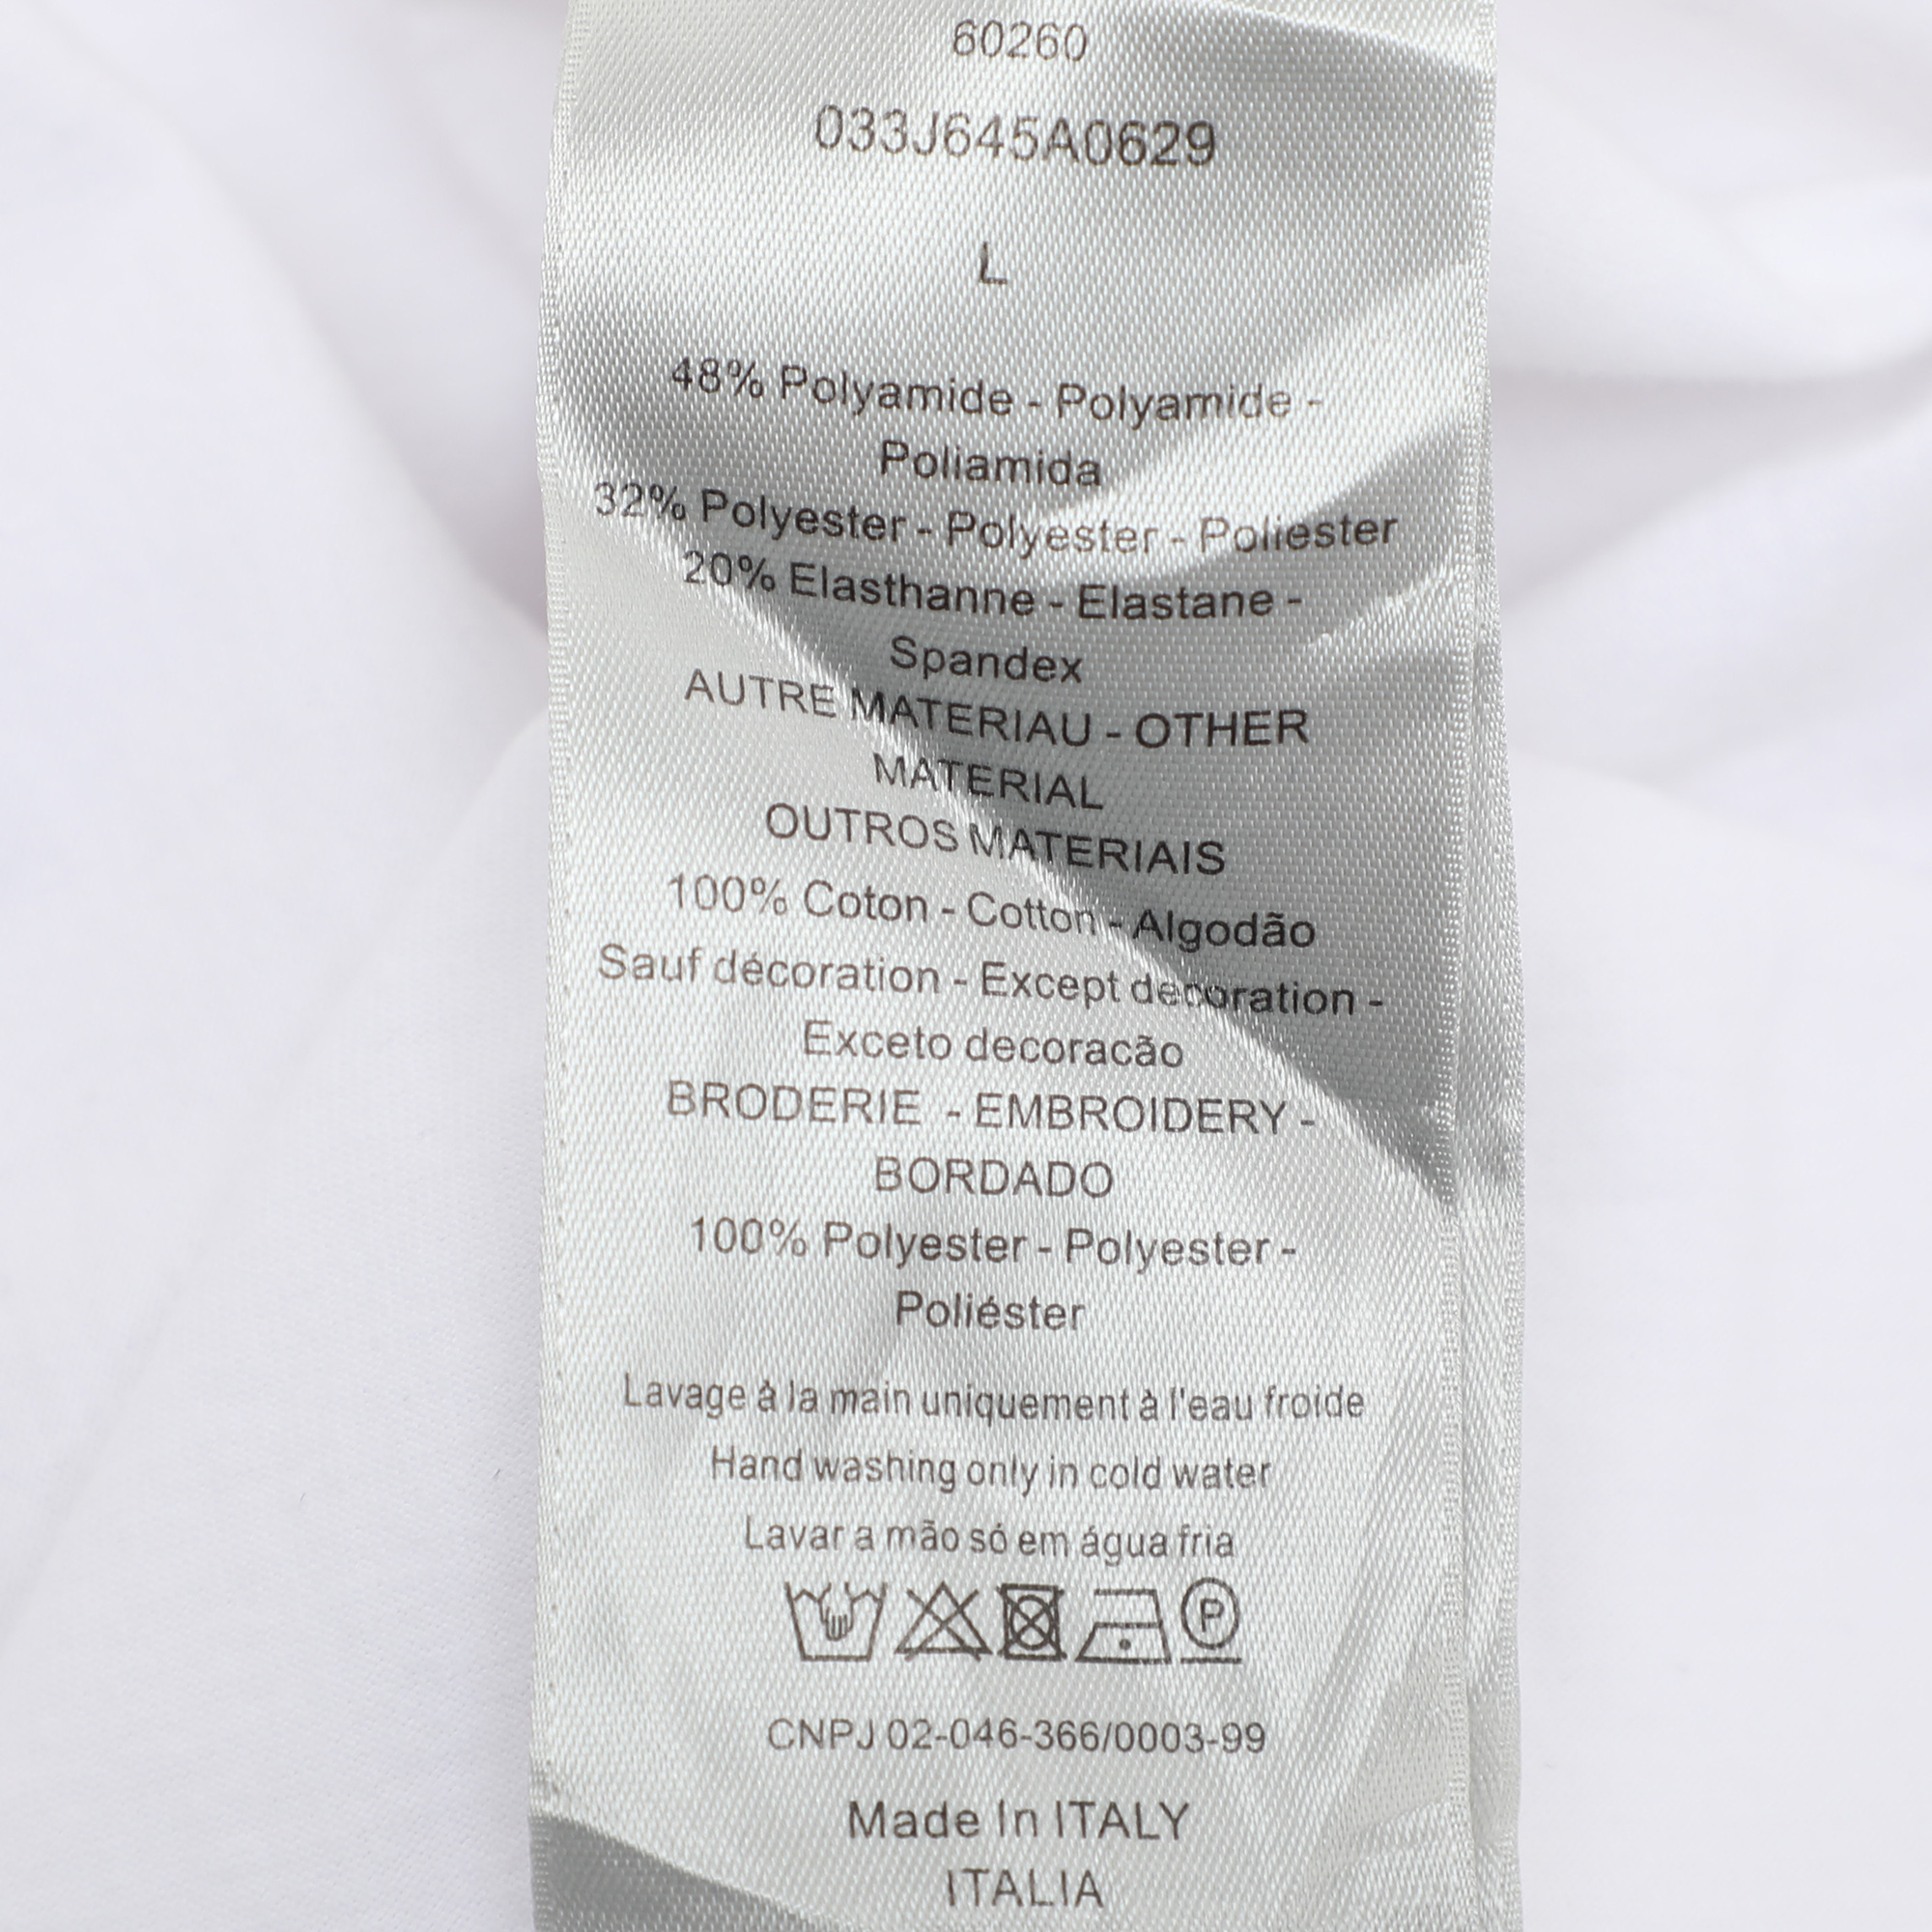 60260
033J645A0629
L
48% Polyamide - Polyamide -
Poliamida
32% Polyester - Polyester - Poliester
20% Elasthanne - Elastane -
Spandex
AUTRE MATERIAU - OTHER
MATERIAL
OUTROS MATERIAIS
100% Coton - Cotton - Algodão
Sauf décoration - Except decoration -
Exceto decoracão
BRODERIE - EMBROIDERY -
BORDADO
100% Polyester - Polyester -
Poliéster
Lavage à la main uniquement à l'eau froide
Hand washing only in cold water
Lavar a mão só em água fria
P
CNPJ 02-046-366/0003-99
Made In ITALY
ITALIA